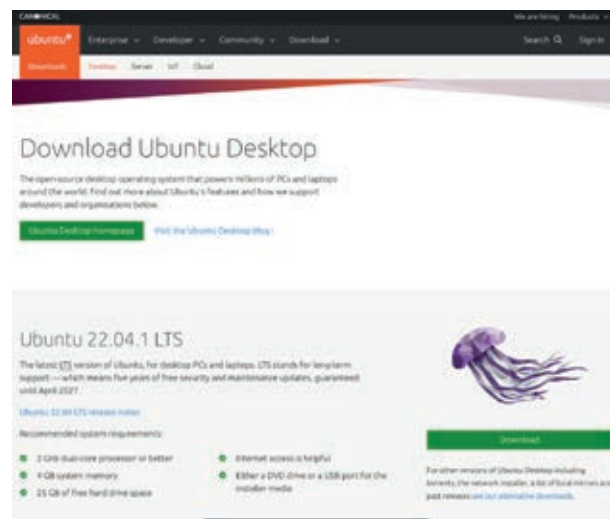 CANONICAL
We are hiring Products
ubuntu Enterprise Developer Community Download Search Sign in
Downloads Desktop Server IoT Cloud
Download Ubuntu Desktop
The open-source desktop operating system that powers millions of PCs and laptops
around the world. Find out more about Ubuntu's features and how we support
developers and organisations below.
Ubuntu Desktop homepage Visit the Ubuntu Desktop blog ›
Ubuntu 22.04.1 LTS
The latest LTS version of Ubuntu, for desktop PCs and laptops. LTS stands for long-term
support — which means five years of free security and maintenance updates, guaranteed
until April 2027.
Ubuntu 22.04 LTS release notes
Recommended system requirements:
2 GHz dual-core processor or better
4 GB system memory
25 GB of free hard drive space
Internet access is helpful
Either a DVD drive or a USB port for the
installer media
Download
For other versions of Ubuntu Desktop including
torrents, the network installer, a list of local mirrors and
past releases see our alternative downloads.